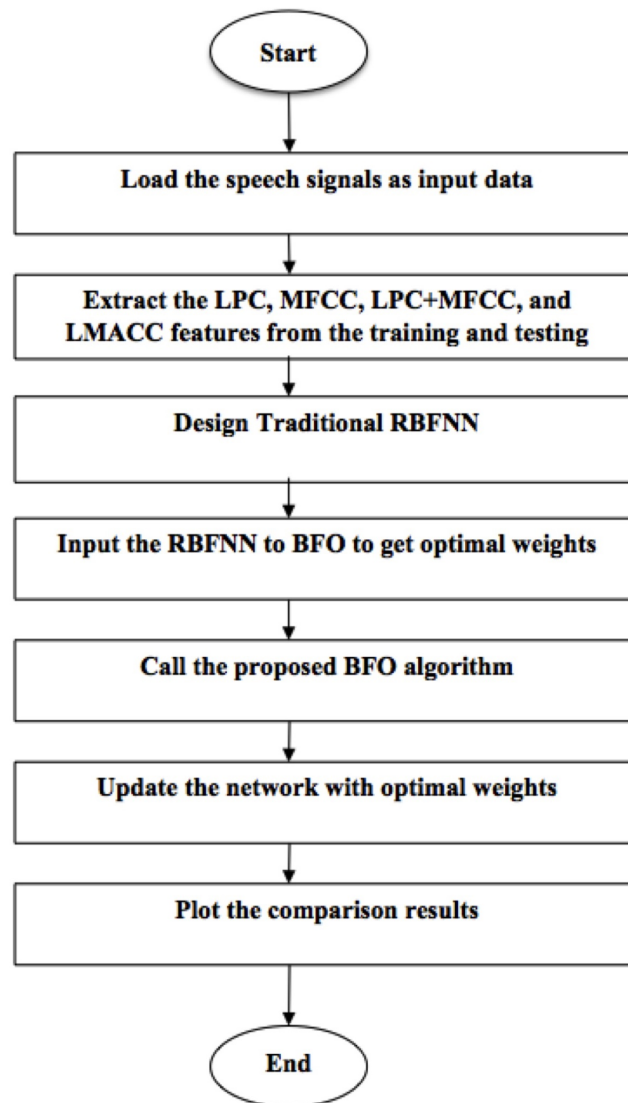 Start
Load the speech signals as input data
Extract the LPC, MFCC, LPC+MFCC, and
LMACC features from the training and testing
Design Traditional RBFNN
Input the RBFNN to BFO to get optimal weights
Call the proposed BFO algorithm
Update the network with optimal weights
Plot the comparison results
End